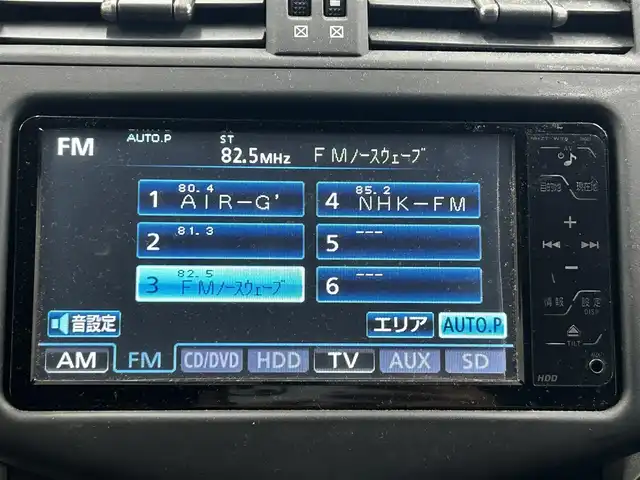 AUTO.P
FM ST 82.5MHz FMノースウェーブ
1 80.4 AIR-G'
4 85.2 NHK-FM
2 81.3
5 ---
3 82.5 FMノースウェーブ
6 ---
音設定 エリア AUTO.P
AM FM CD/DVD HDD TV AUX SD
目的地 現在地
+
−
情報 設定
DISP
TILT
HDD